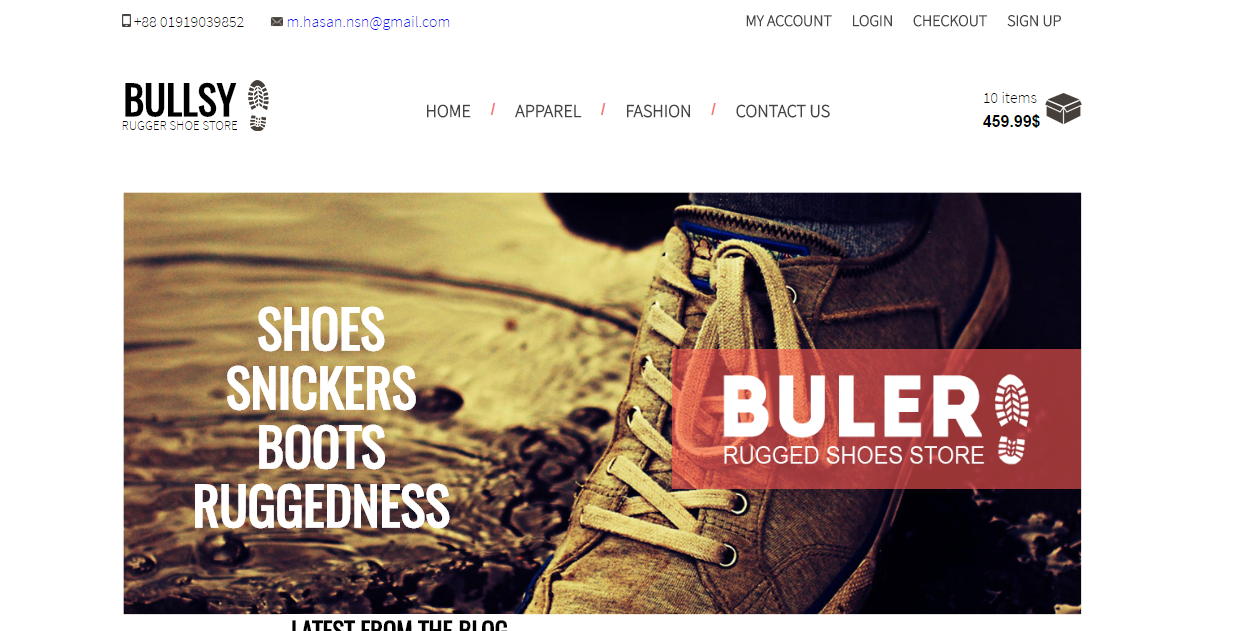 +88 01919039852 m.hasan.nsn@gmail.com MY ACCOUNT LOGIN CHECKOUT SIGN UP
BULLSY
RUGGER SHOE STORE
HOME / APPAREL / FASHION / CONTACT US
10 items
459.99$
SHOES
SNICKERS
BOOTS
RUGGEDNESS
BULER
RUGGED SHOES STORE
LATEST FROM THE BLOG